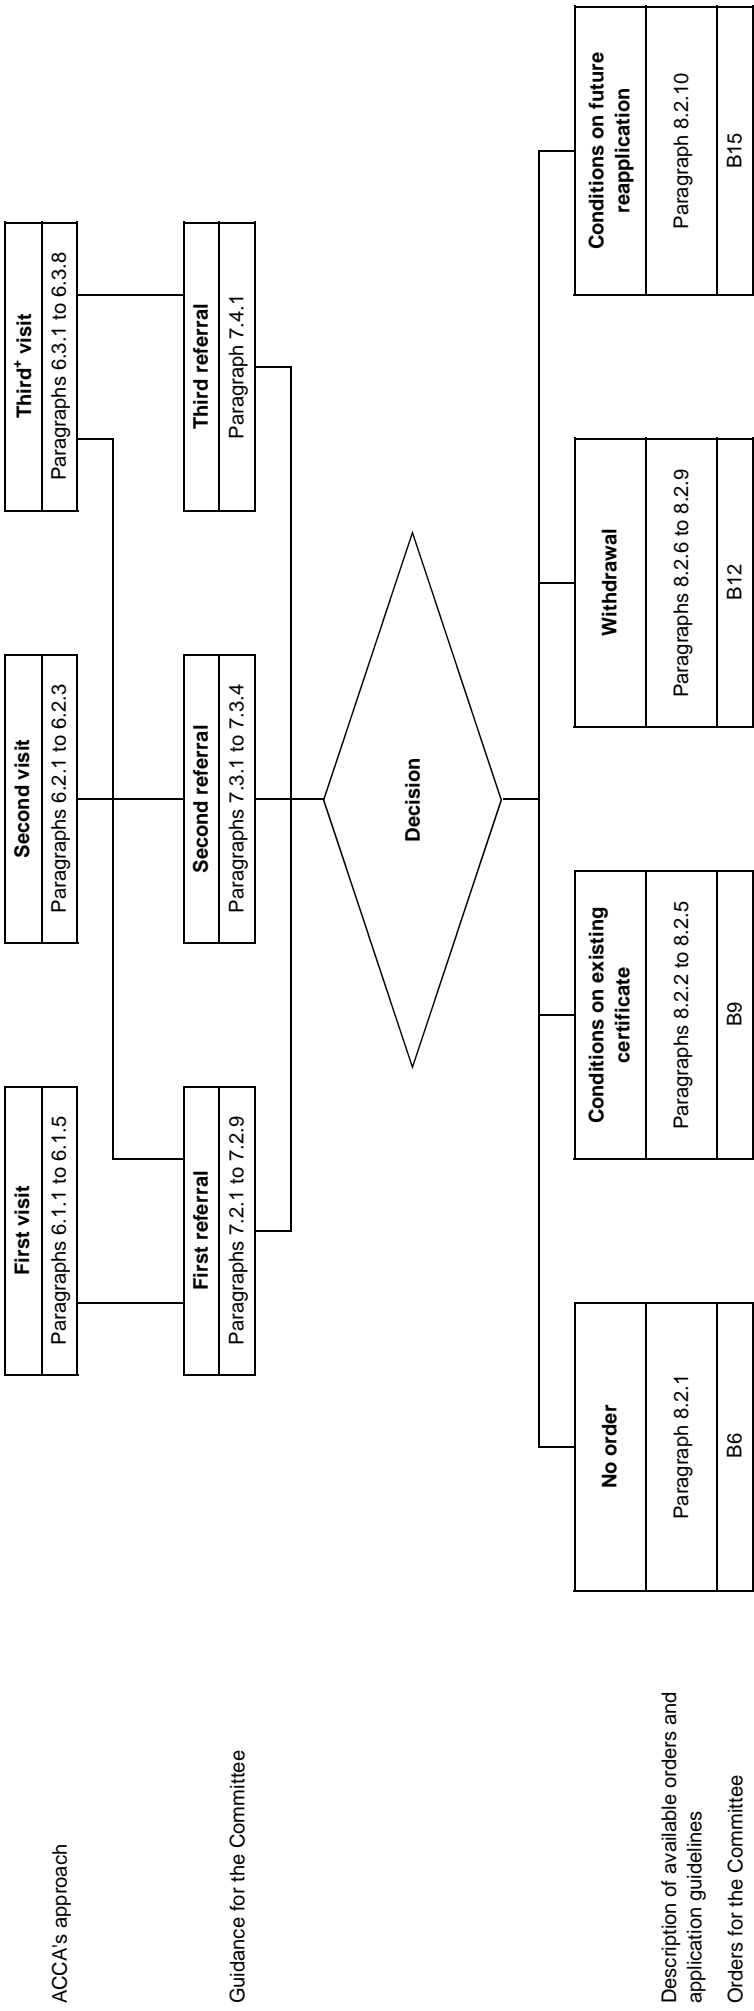 ACCA's approach
First visit
Paragraphs 6.1.1 to 6.1.5
Second visit
Paragraphs 6.2.1 to 6.2.3
Third+ visit
Paragraphs 6.3.1 to 6.3.8
Guidance for the Committee
First referral
Paragraphs 7.2.1 to 7.2.9
Second referral
Paragraphs 7.3.1 to 7.3.4
Third referral
Paragraph 7.4.1
Decision
Description of available orders and
application guidelines
Orders for the Committee
No order
Paragraph 8.2.1
B6
Conditions on existing
certificate
Paragraphs 8.2.2 to 8.2.5
B9
Withdrawal
Paragraphs 8.2.6 to 8.2.9
B12
Conditions on future
reapplication
Paragraph 8.2.10
B15